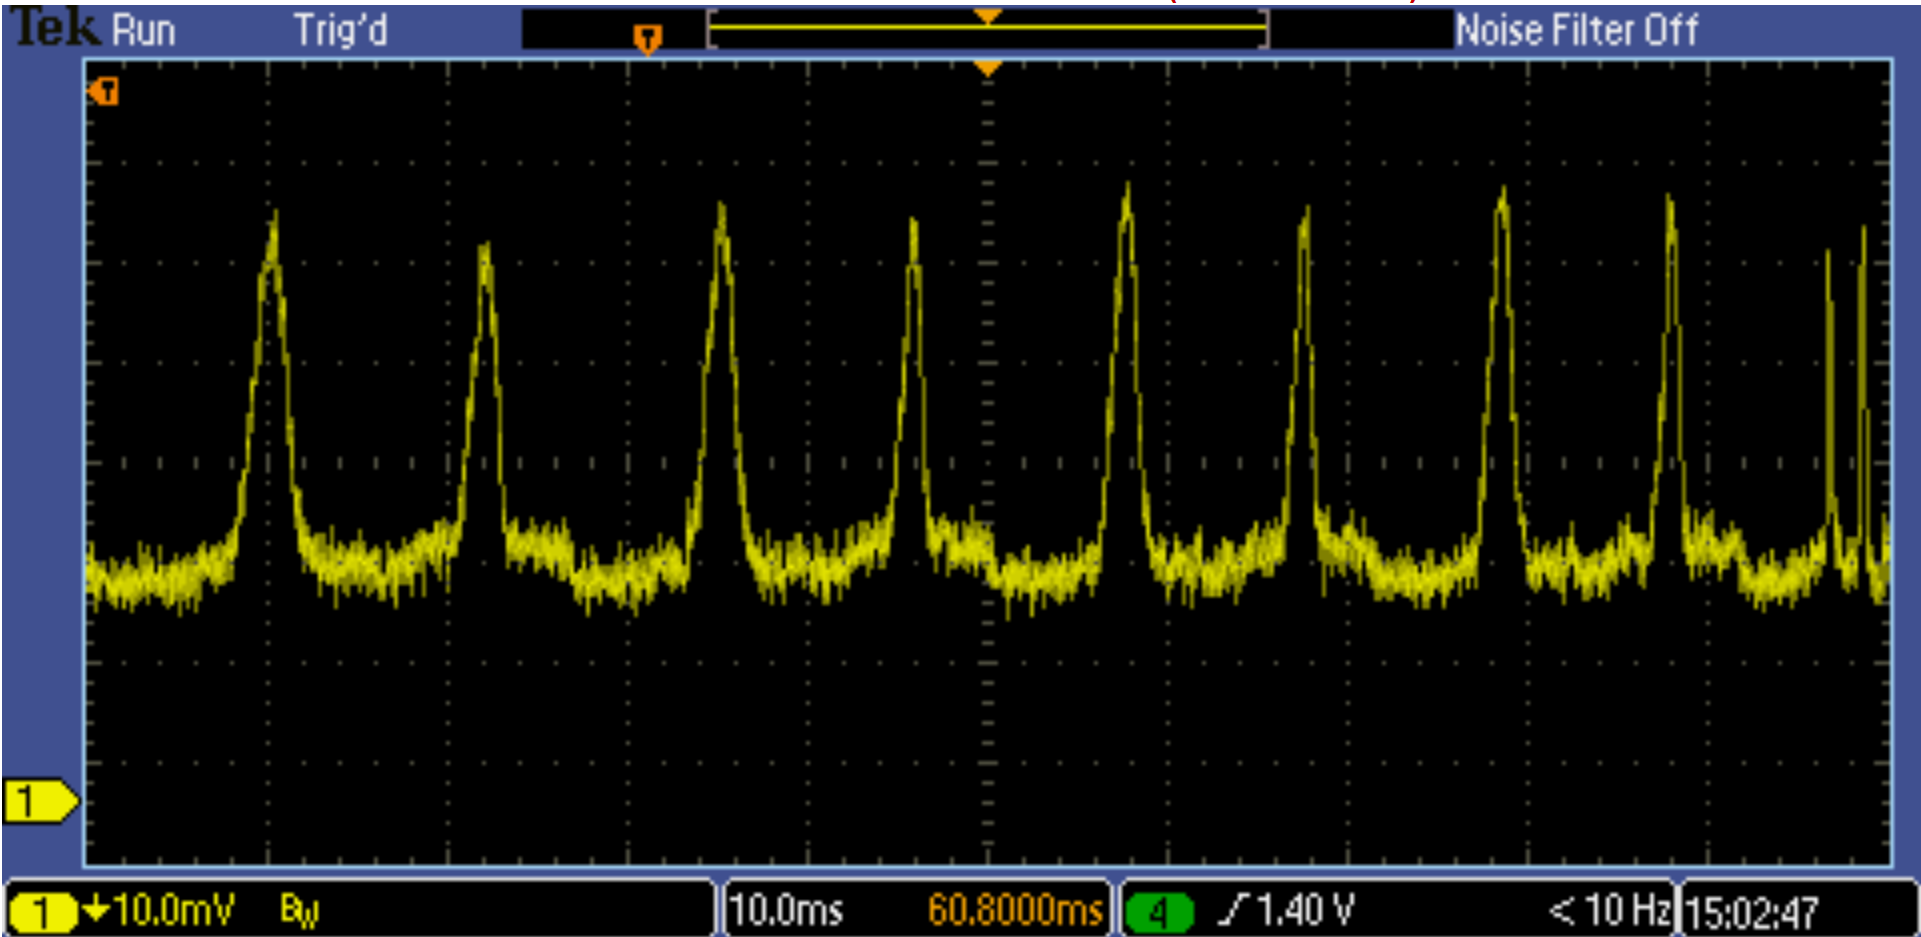 Tek Run Trig'd T Noise Filter Off
T
1
1 10.0mV BW 10.0ms 60.8000ms 4 1.40 V < 10 Hz 15:02:47